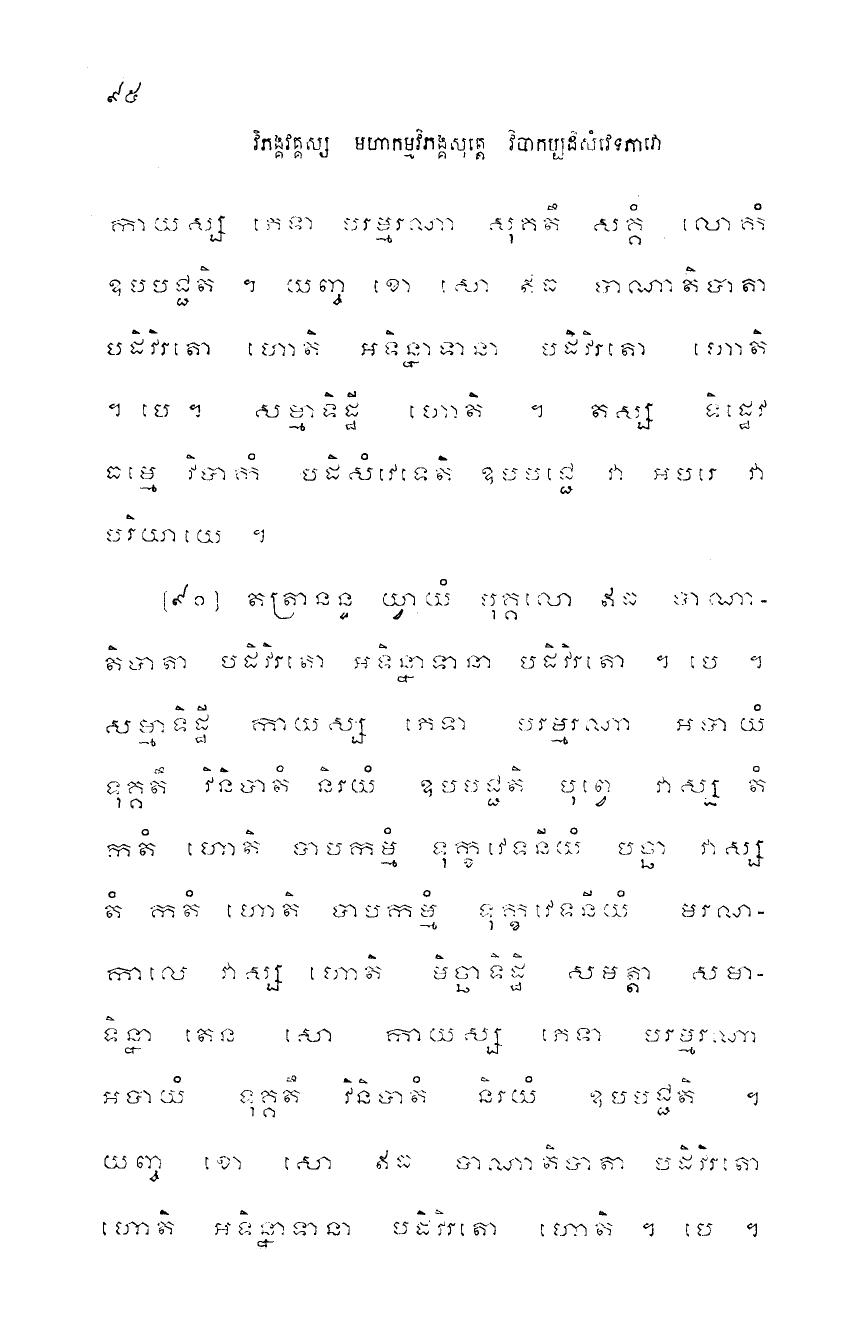 ៩៥
វិភង្គវគ្គស្ស មហាកម្មវិភង្គសុត្តេ វិបាកប្បដិសំវេទភាវោ
កាយស្ស ភេទា បរម្មរណា សុគតឹ សគ្គំ លោកំ
ឧបបជ្ជតិ ។ យញ្ច ខោ សោ ឥធ បាណាតិបាតា
បដិវិរតោ ហោតិ អទិន្នាទានា បដិវិរតោ ហោតិ
។ បេ ។ សម្មាទិដ្ឋី ហោតិ ។ តស្ស ទិដ្ឋេវ
ធម្មេ វិបាកំ បដិសំវេទេតិ ឧបបជ្ជេ វា អបរេ វា
បរិយាយេ ។
[៩១] តត្រានន្ទ យ្វាយំ បុគ្គលោ ឥធ បាណា-
តិបាតា បដិវិរតោ អទិន្នាទានា បដិវិរតោ ។ បេ ។
សម្មាទិដ្ឋី កាយស្ស ភេទា បរម្មរណា អបាយំ
ទុគ្គតឹ វិនិបាតំ និរយំ ឧបបជ្ជតិ បុព្វេ វាស្ស តំ
កតំ ហោតិ បាបកម្មំ ទុក្ខវេទនីយំ បច្ឆា វាស្ស
តំ កតំ ហោតិ បាបកម្មំ ទុក្ខវេទនីយំ មរណ-
កាលេ វាស្ស ហោតិ មិច្ឆាទិដ្ឋិ សមត្តា សមា-
ទិន្នា តេន សោ កាយស្ស ភេទា បរម្មរណា
អបាយំ ទុគ្គតឹ វិនិបាតំ និរយំ ឧបបជ្ជតិ ។
យញ្ច ខោ សោ ឥធ បាណាតិបាតា បដិវិរតោ
ហោតិ អទិន្នាទានា បដិវិរតោ ហោតិ ។ បេ ។